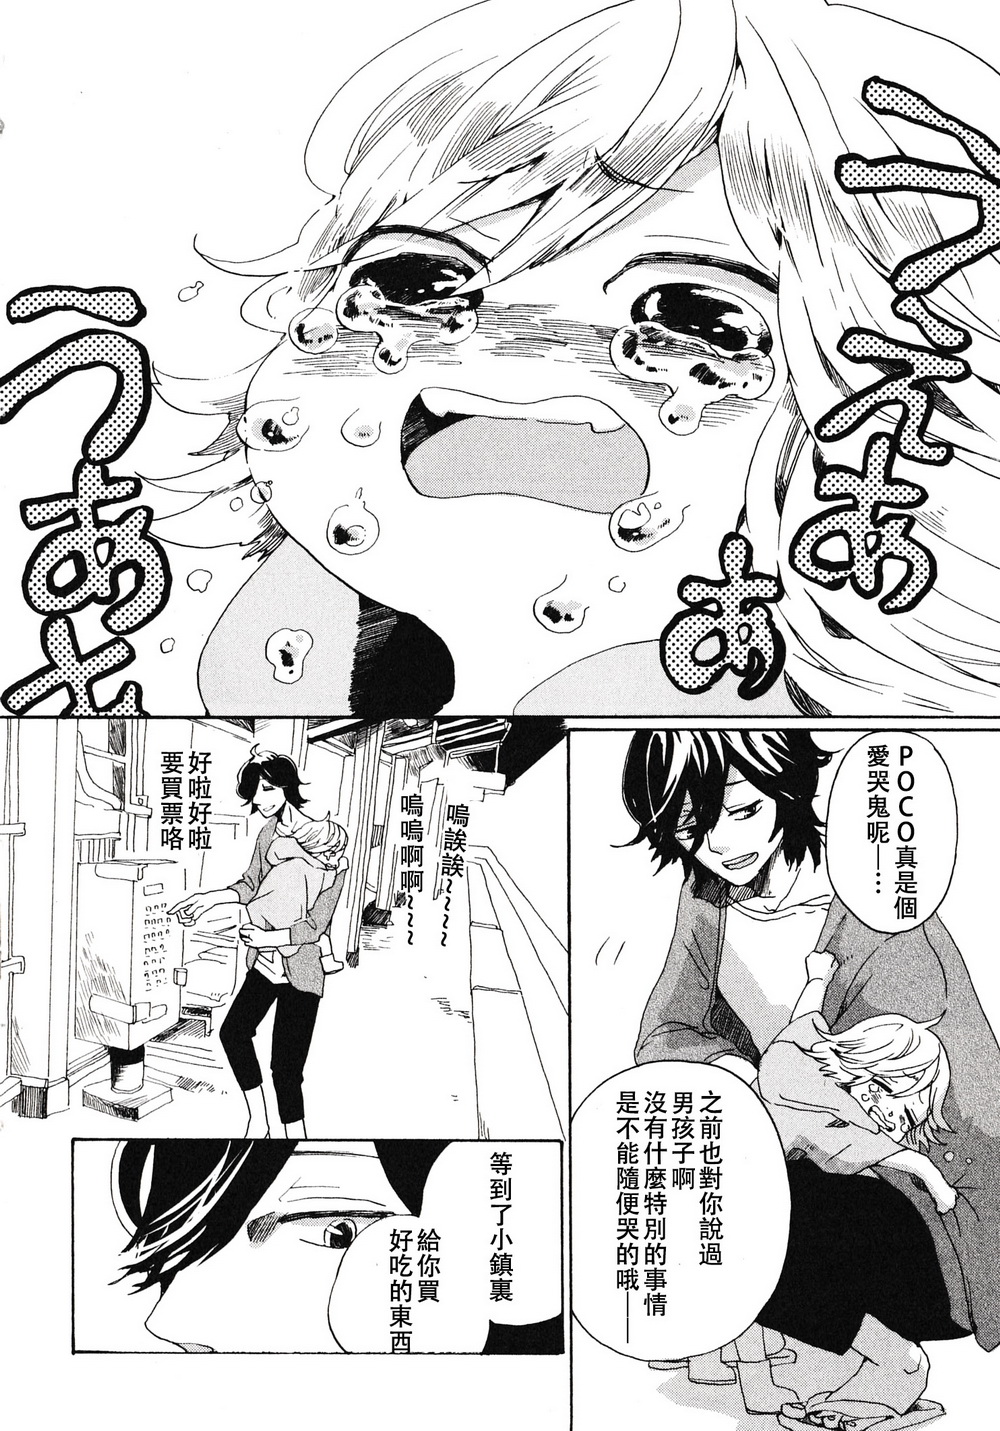 うえああ
あ
うああ
POCO真是個
愛哭鬼呢——…
之前也對你說過
男孩子啊
沒有什麼特別的事情
是不能隨便哭的哦——
嗚誒誒~~~~
嗚嗚啊啊~~~
好啦好啦
要買票咯
等到了小鎮裏
給你買
好吃的東西